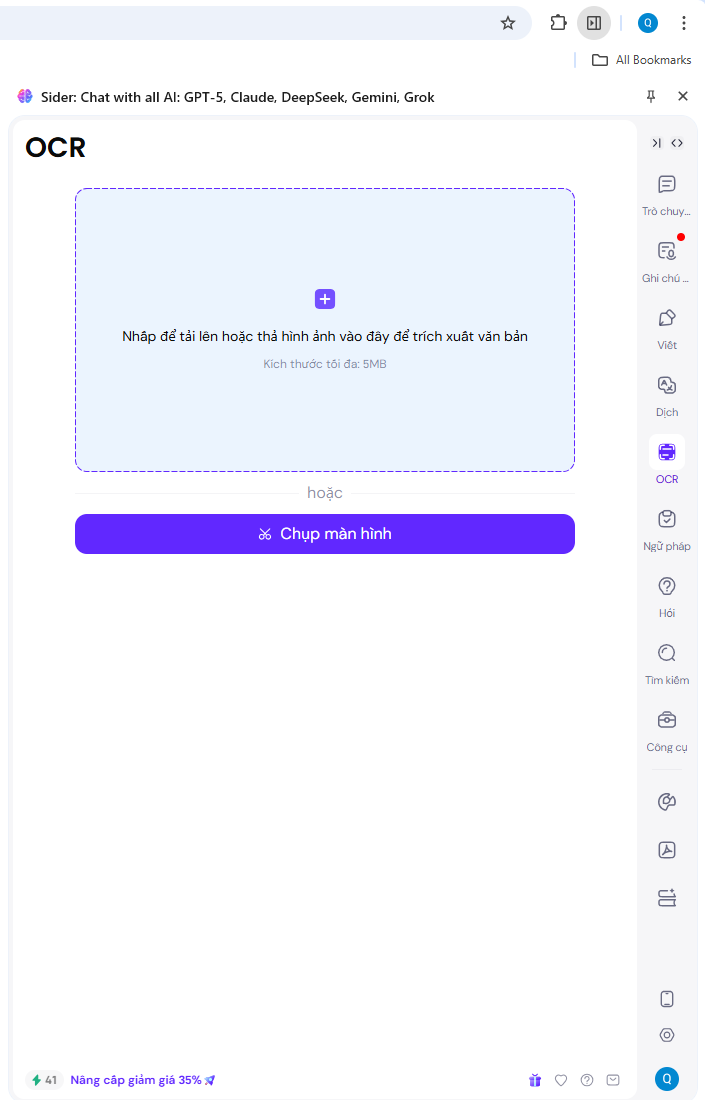 Q
All Bookmarks
Sider: Chat with all AI: GPT-5, Claude, DeepSeek, Gemini, Grok
OCR
Nhấp để tải lên hoặc thả hình ảnh vào đây để trích xuất văn bản
Kích thước tối đa: 5MB
hoặc
Chụp màn hình
Trò chuy...
Ghi chú ...
Viết
Dịch
OCR
Ngữ pháp
Hỏi
Tìm kiếm
Công cụ
41 Nâng cấp giảm giá 35%
Q